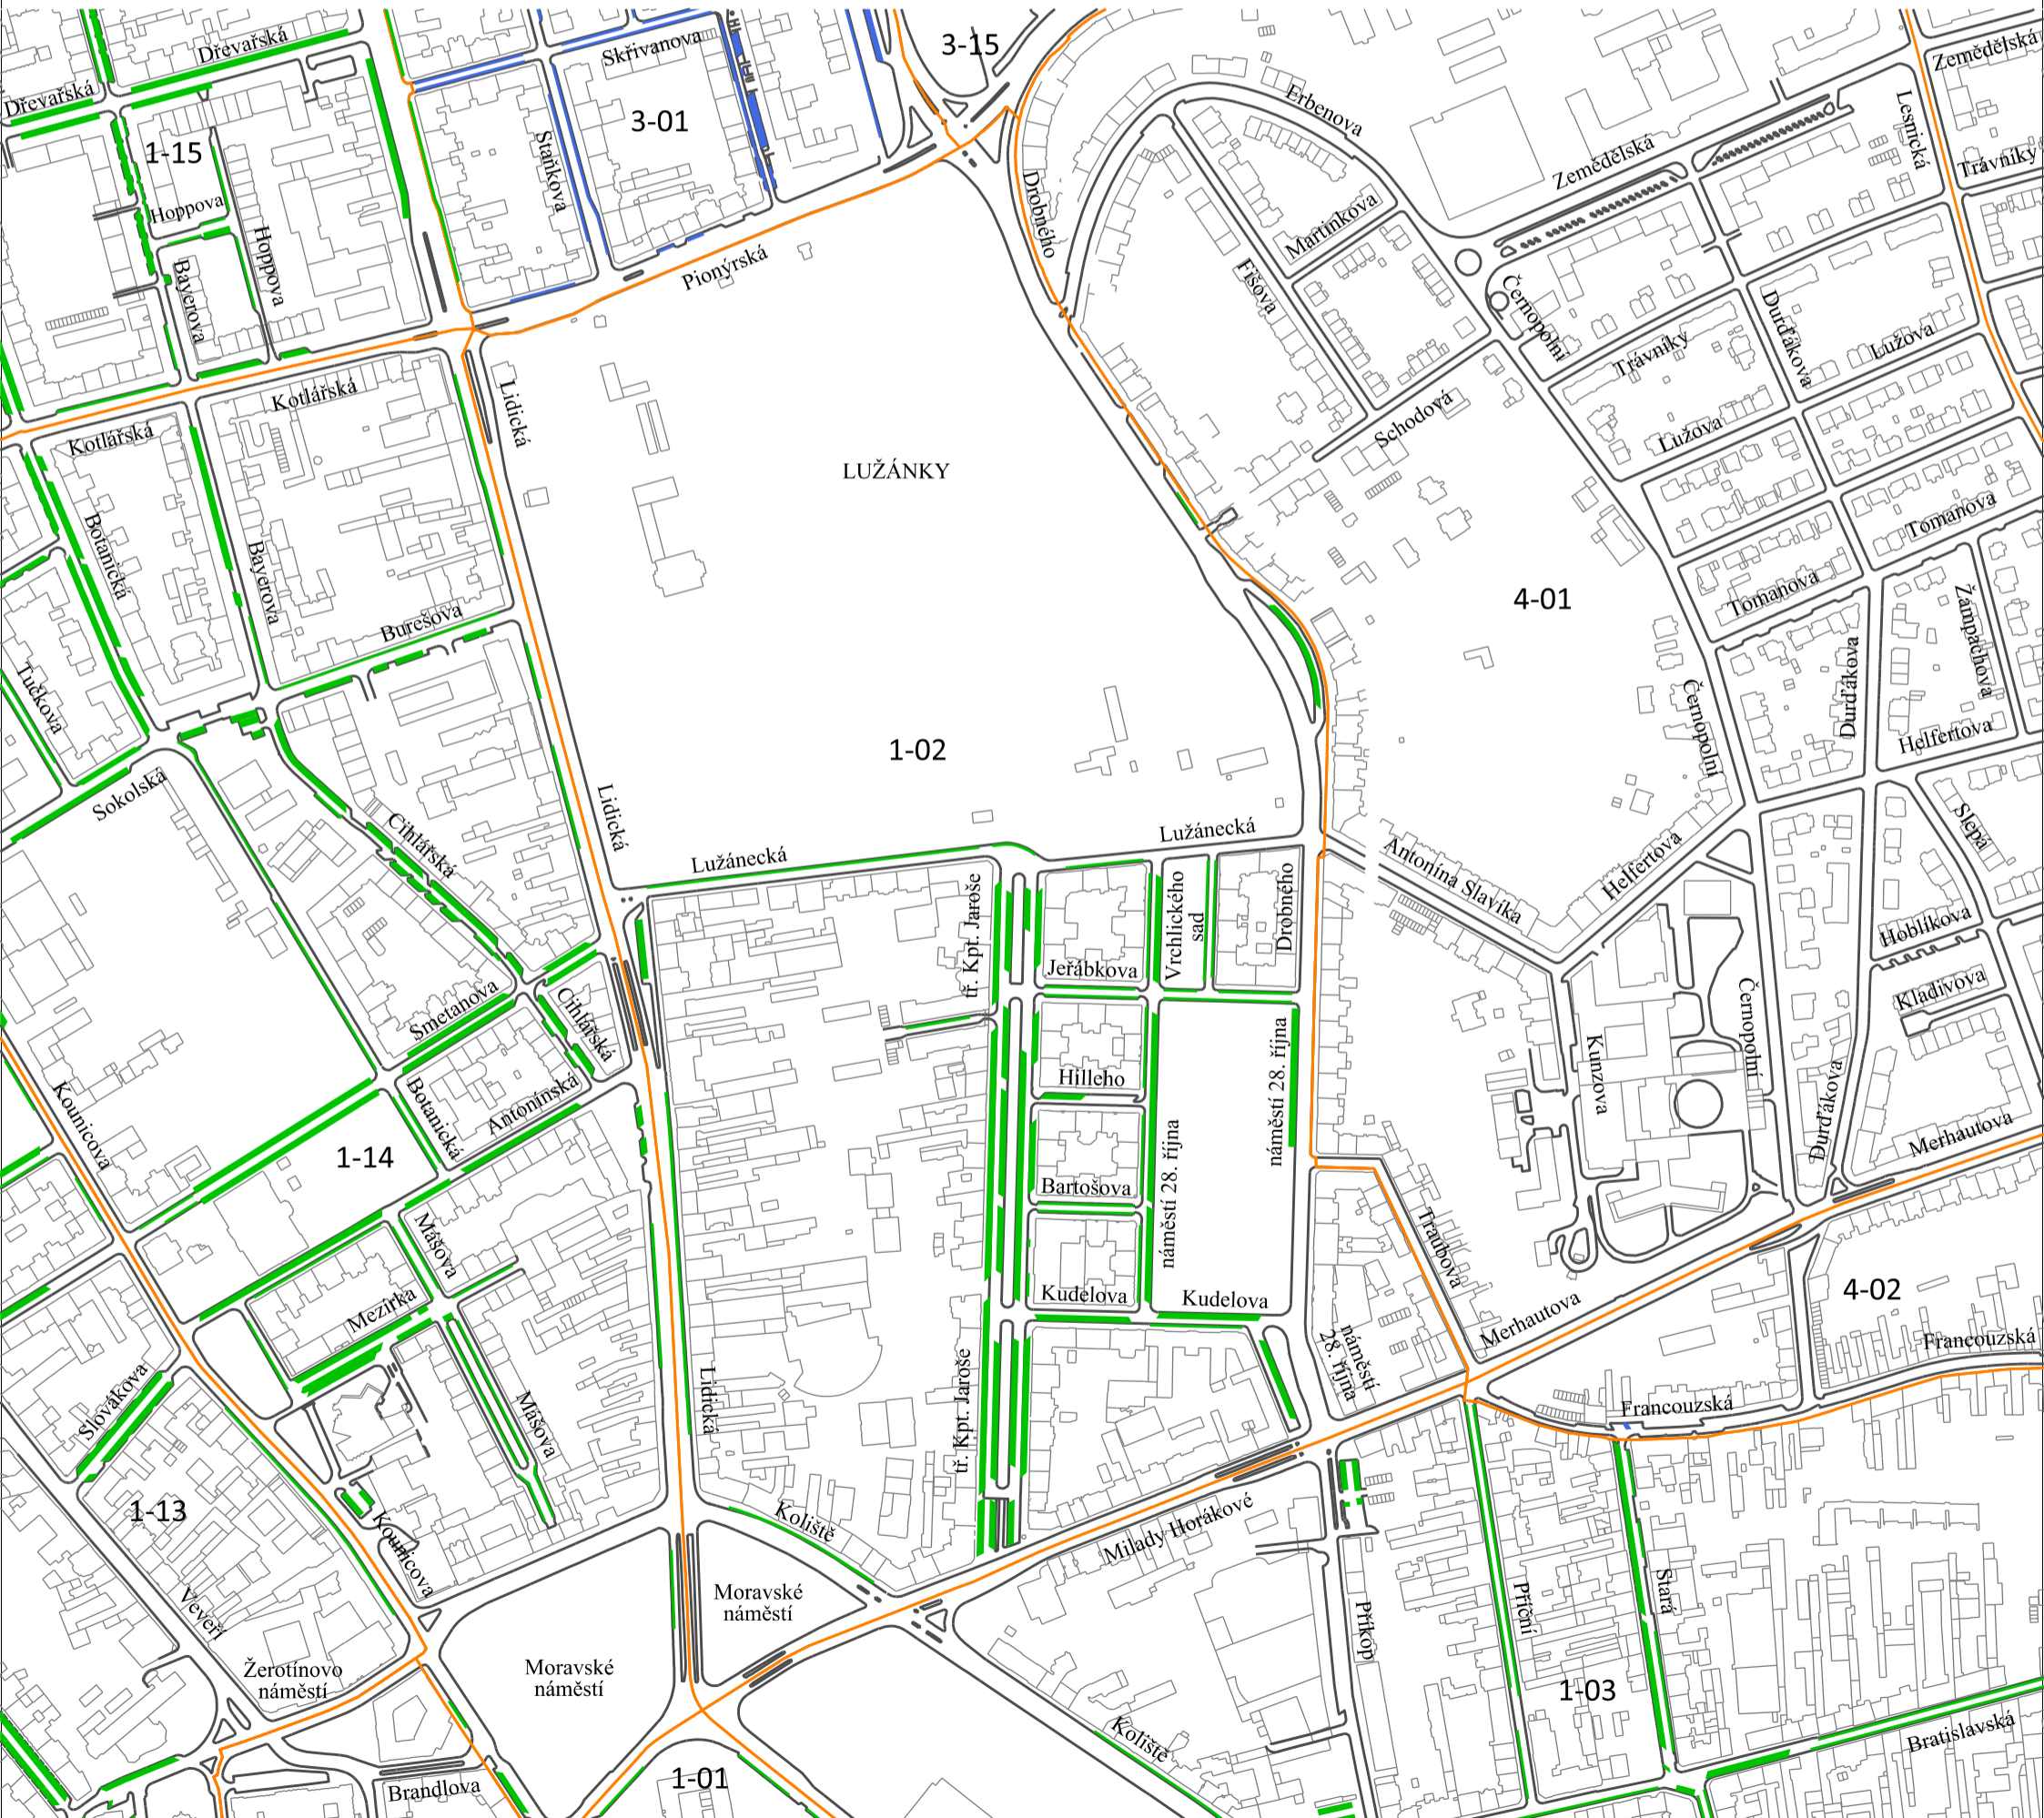 Dřevařská
Skřivanova
3-15
Zemědělská
Dřevařská
3-01
Erbenova
Lesnická
1-15
Staňkova
Zemědělská
Trávníky
Hoppova
Drobného
Martinkova
Hoppova
Bayerova
Pionýrská
Fišova
Černopolní
Durďákova
Trávníky
Lužova
Kotlářská
Lidická
Schodová
Kotlářská
Lužova
LUŽÁNKY
Botanická
Bayerova
Tomanova
Burešova
4-01
Tomanova
Žampachova
Tučkova
Durďákova
Černopolní
Helfertova
1-02
Sokolská
Cihlářská
Lidická
Lužánecká
Lužánecká
Slepá
Antonína Slavíka
Helfertova
tř. Kpt. Jaroše
Vrchlického
sad
Drobného
Hoblíkova
Jeřábkova
Smetanova
Cihlářská
Kladivova
Černopolní
Kounicova
Botanická
Antonínská
Hilleho
náměstí 28. října
Kunzova
Durďákova
Merhautova
1-14
Bartošova
náměstí 28. října
Mášova
Traubova
Mezírka
Kudelova
Kudelova
Merhautova
4-02
Francouzská
náměstí
28. října
Slovákova
Mášova
Lidická
tř. Kpt. Jaroše
Francouzská
1-13
Kounicova
Koliště
Milady Horákové
Veveří
Moravské
náměstí
Příkop
Příční
Stará
Žerotínovo
náměstí
Moravské
náměstí
1-03
Koliště
Bratislavská
Brandlova
1-01